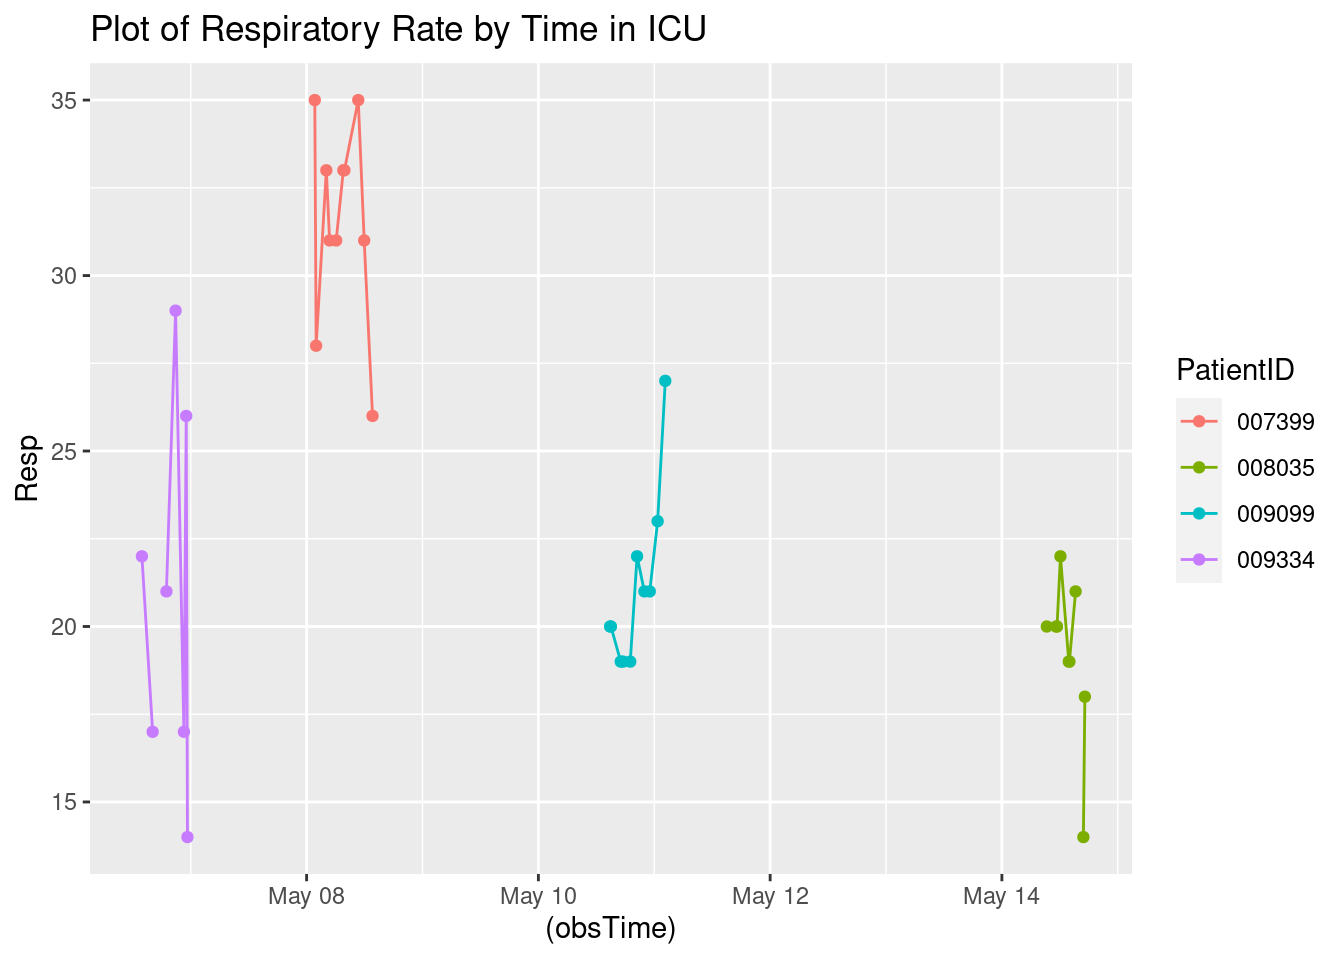 Plot of Respiratory Rate by Time in ICU
35
30
25
20
15
Resp
May 08
May 10
May 12
May 14
(obsTime)
PatientID
007399
008035
009099
009334